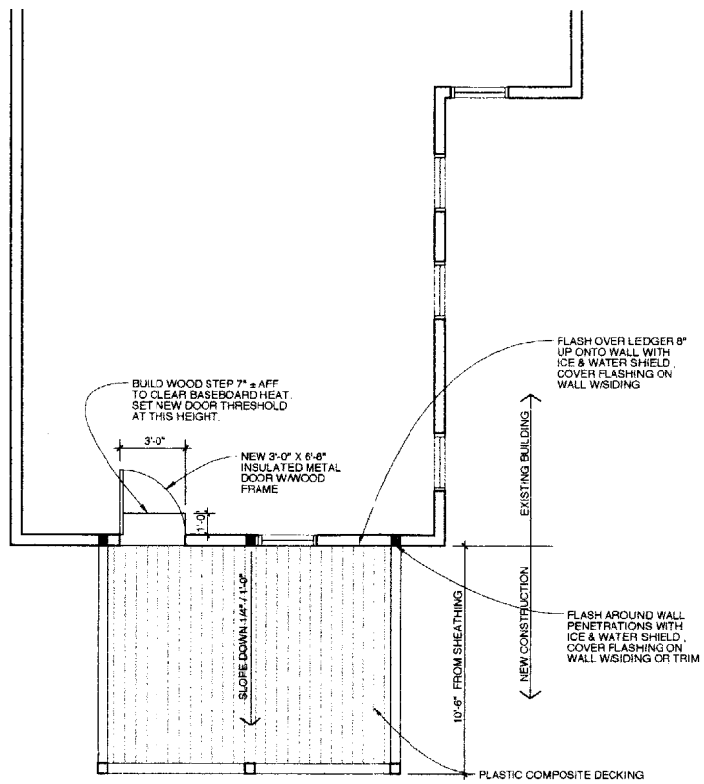 FLASH OVER LEDGER 8"
UP ONTO WALL WITH
ICE & WATER SHIELD,
COVER FLASHING ON
WALL W/SIDING
BUILD WOOD STEP 7" ± AFF
TO CLEAR BASEBOARD HEAT.
SET NEW DOOR THRESHOLD
AT THIS HEIGHT.
3'-0"
NEW 3'-0" X 6'-8"
INSULATED METAL
DOOR W/WOOD
FRAME
1'-0"
EXISTING BUILDING
NEW CONSTRUCTION
SLOPE DOWN 1/4" / 1'-0"
10'-6" FROM SHEATHING
FLASH AROUND WALL
PENETRATIONS WITH
ICE & WATER SHIELD,
COVER FLASHING ON
WALL W/SIDING OR TRIM
PLASTIC COMPOSITE DECKING